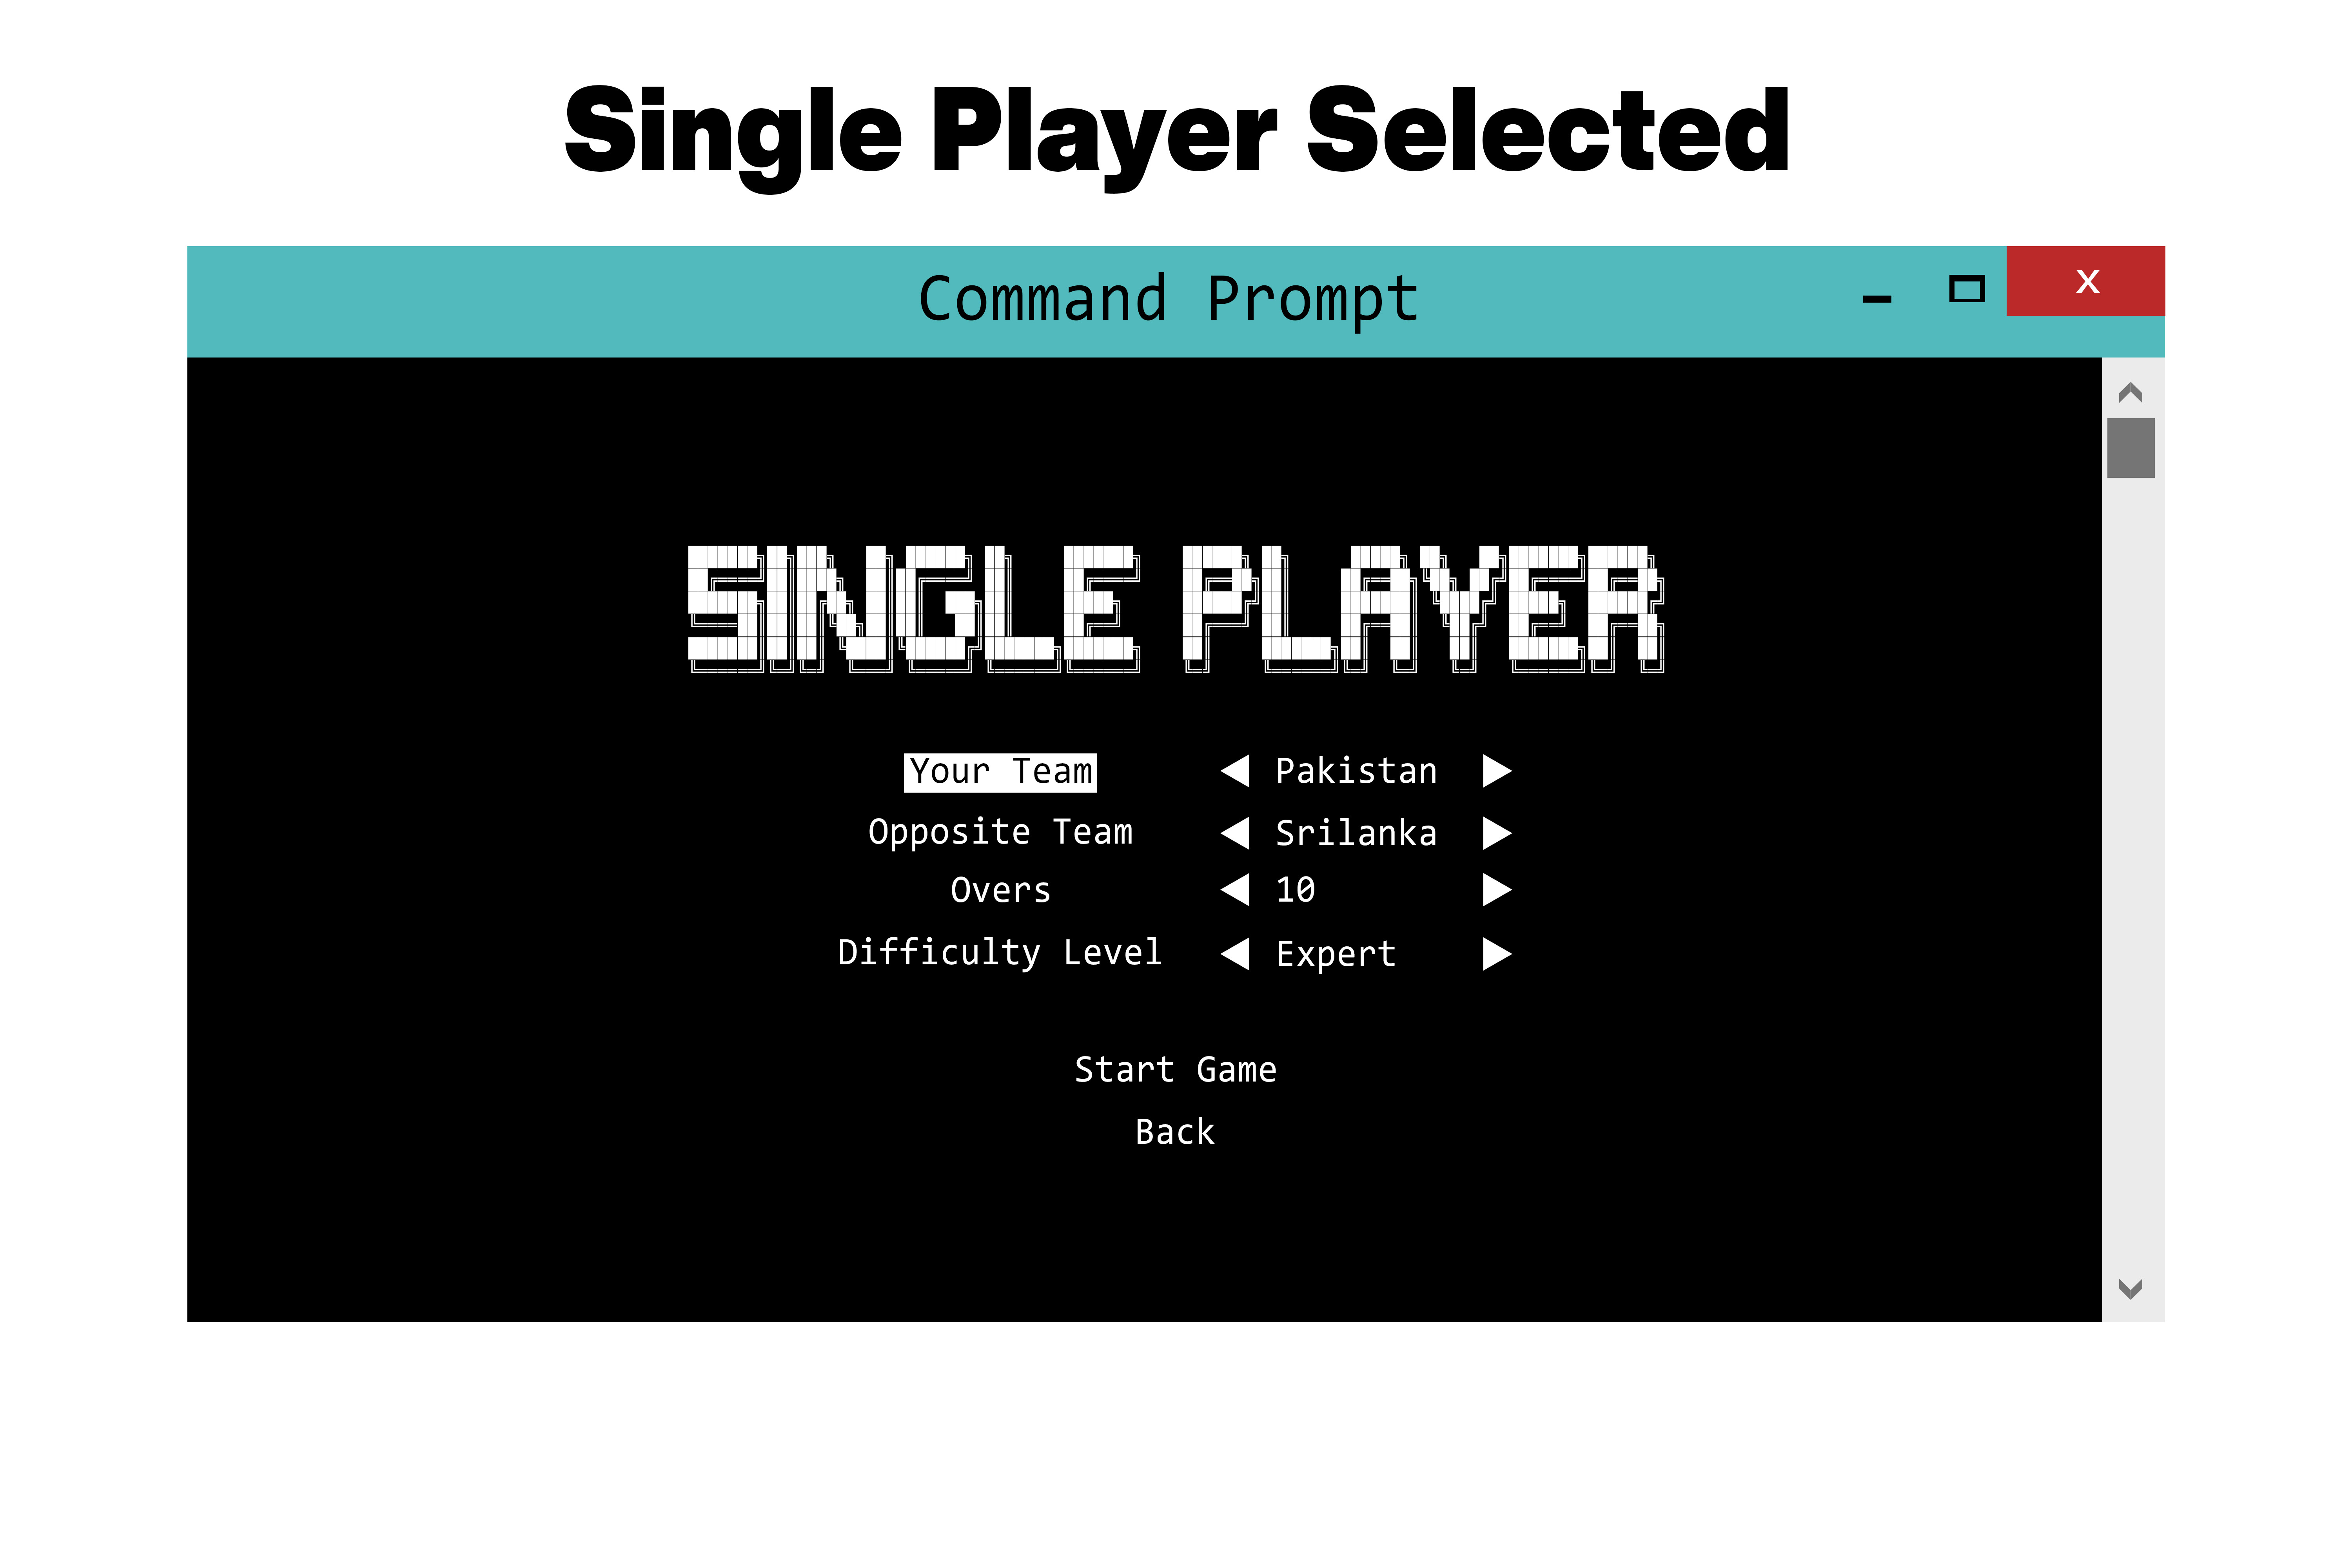 Single Player Selected
Command Prompt
x
SINGLE PLAYER
Your Team Pakistan
Opposite Team Srilanka
Overs 10
Difficulty Level Expert
Start Game
Back